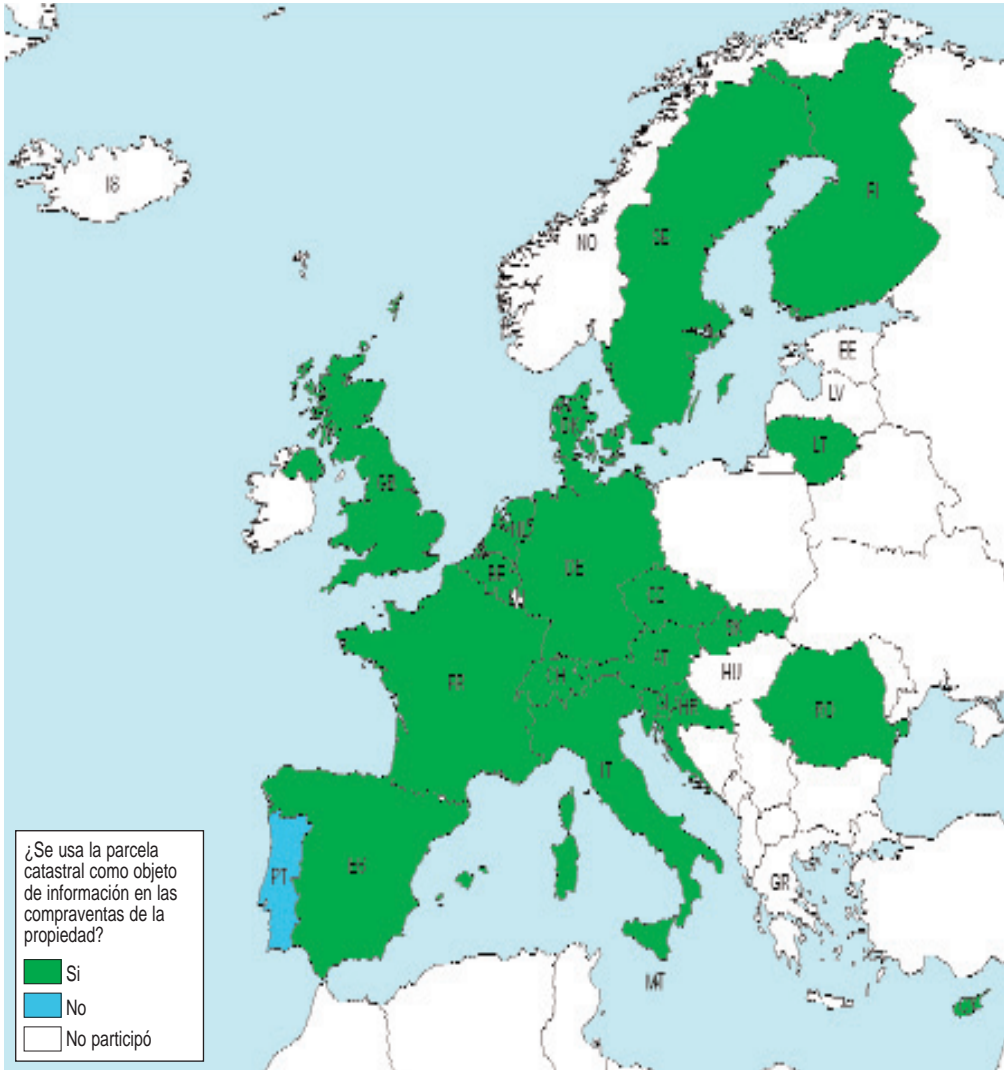 IS
NO
SE
FI
EE
LV
LT
DK
GB
DE
BE
CZ
SK
AT
HU
CH
FR
RO
HR
IT
PT
ES
GR
MT
¿Se usa la parcela
catastral como objeto
de información en las
compraventas de la
propiedad?
Si
No
No participó